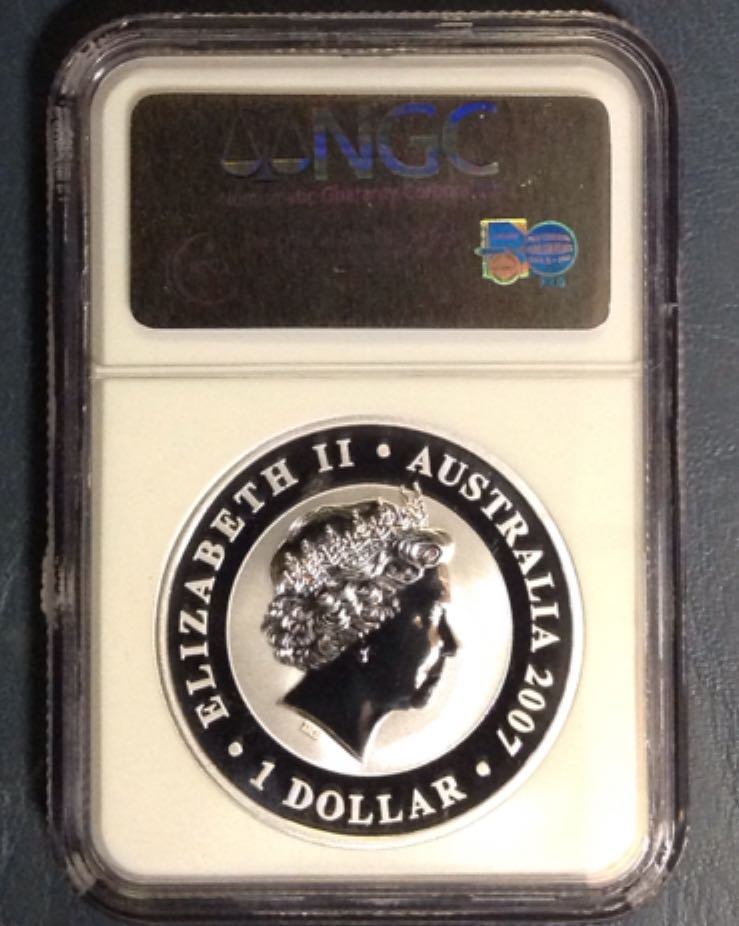 NGC
ELIZABETH II • AUSTRALIA 2007 •
1 DOLLAR •